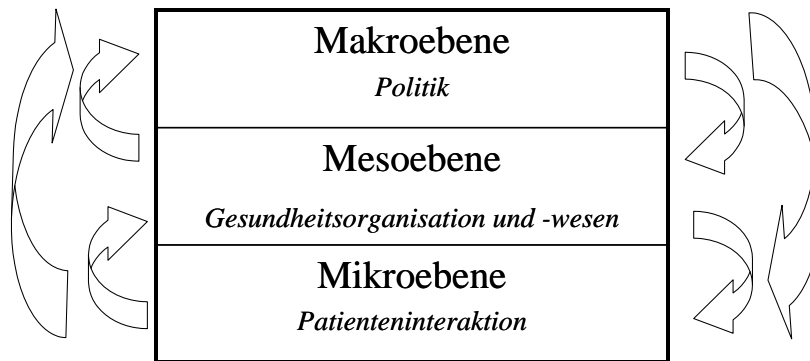 Makroebene
Politik
Mesoebene
Gesundheitsorganisation und -wesen
Mikroebene
Patienteninteraktion